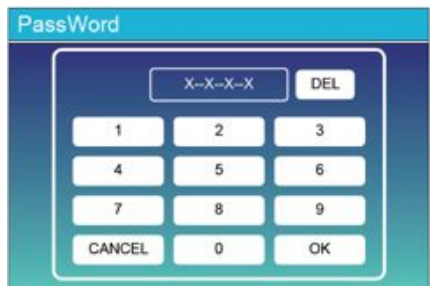 PassWord
X--X--X--X DEL
1 2 3
4 5 6
7 8 9
CANCEL 0 OK